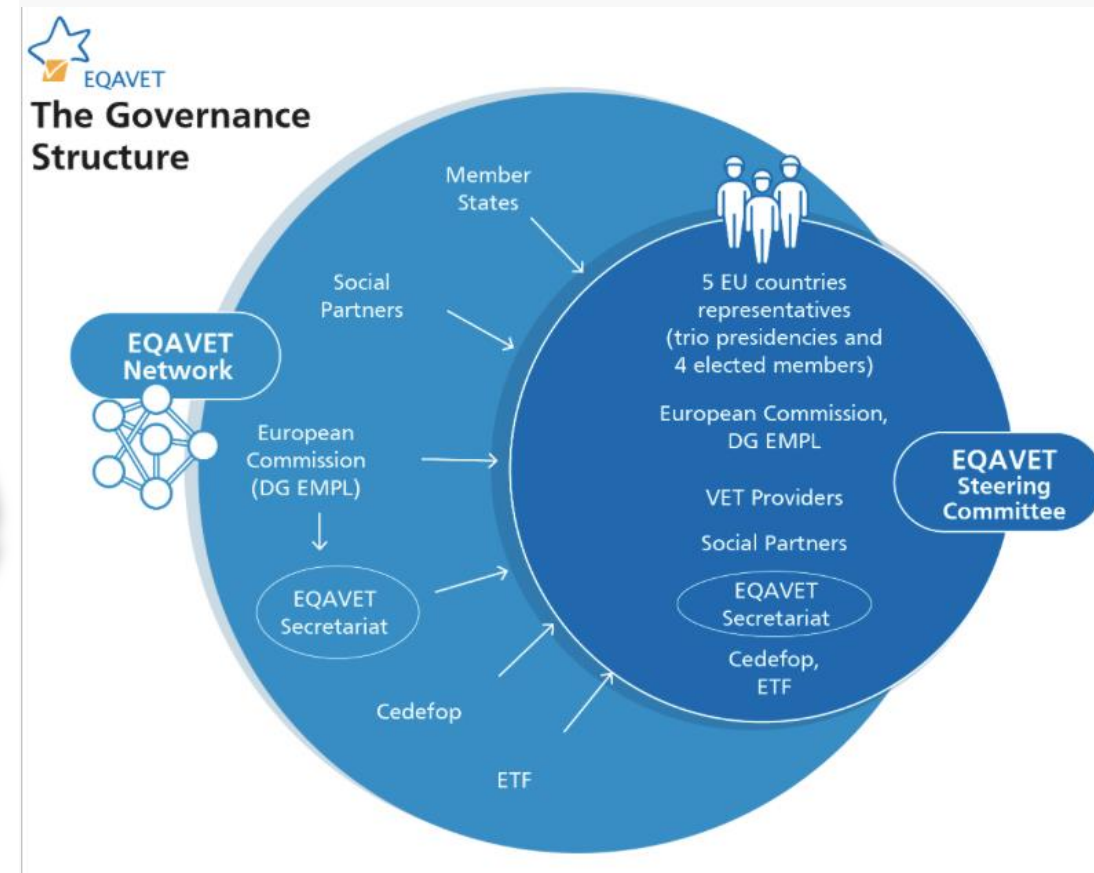 EQAVET
The Governance
Structure
Member
States
Social
Partners
EQAVET
Network
European
Commission
(DG EMPL)
EQAVET
Secretariat
Cedefop
ETF
5 EU countries
representatives
(trio presidencies and
4 elected members)
European Commission,
DG EMPL
VET Providers
Social Partners
EQAVET
Secretariat
Cedefop,
ETF
EQAVET
Steering
Committee